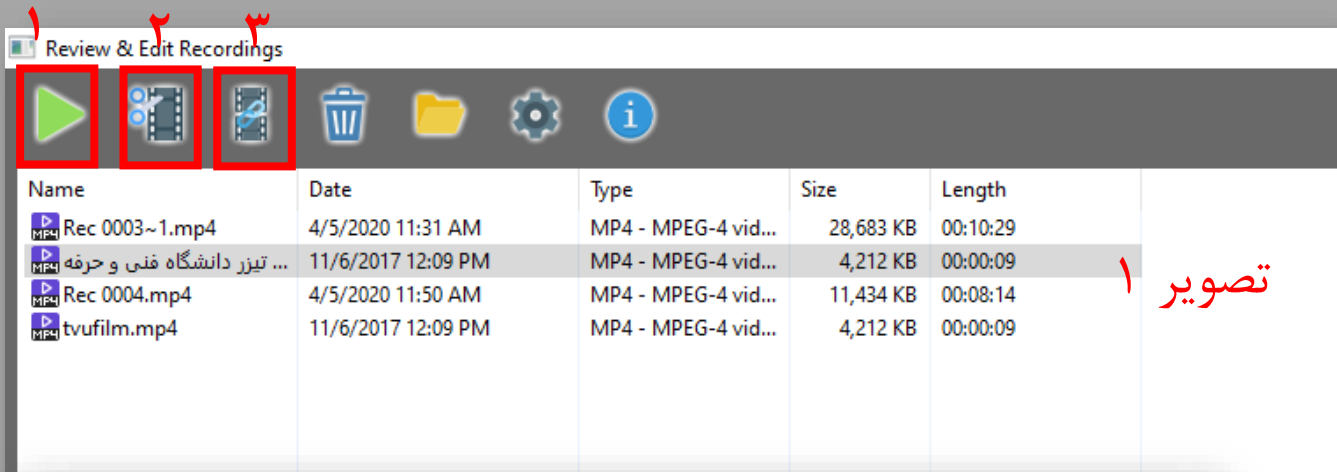 ۱ ۲ ۳
Review & Edit Recordings
Name Date Type Size Length
Rec 0003~1.mp4 4/5/2020 11:31 AM MP4 - MPEG-4 vid... 28,683 KB 00:10:29
تیزر دانشگاه فنی و حرفه ... 11/6/2017 12:09 PM MP4 - MPEG-4 vid... 4,212 KB 00:00:09
Rec 0004.mp4 4/5/2020 11:50 AM MP4 - MPEG-4 vid... 11,434 KB 00:08:14
tvufilm.mp4 11/6/2017 12:09 PM MP4 - MPEG-4 vid... 4,212 KB 00:00:09
تصویر ۱